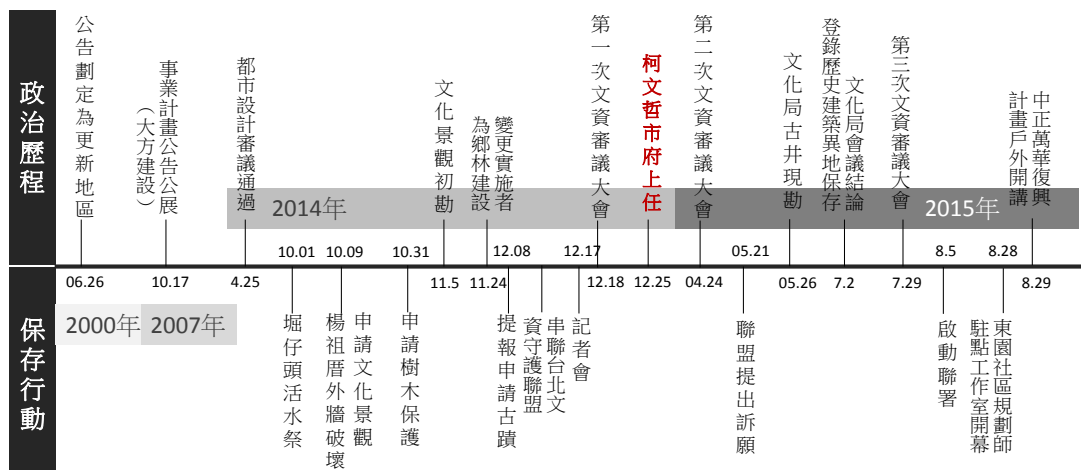 政治歷程
公告劃定為更新地區
事業計畫公告公展
（大方建設）
都市設計審議通過
文化景觀初勘
變更實施者
為鄉林建設
第一次文資審議大會
柯文哲市府上任
第二次文資審議大會
文化局古井現勘
文化局會議結論
登錄歷史建築異地保存
第三次文資審議大會
中正萬華復興
計畫戶外開講
2014年
2015年
10.01
10.09
10.31
12.08
12.17
05.21
8.5
8.28
06.26
10.17
4.25
11.5
11.24
12.18
12.25
04.24
05.26
7.2
7.29
8.29
2000年
2007年
保存行動
堀仔頭活水祭
楊祖厝外牆破壞
申請文化景觀
申請樹木保護
提報申請古蹟
串聯台北文
資守護聯盟
記者會
聯盟提出訴願
啟動聯署
東園社區規劃師
駐點工作室開幕